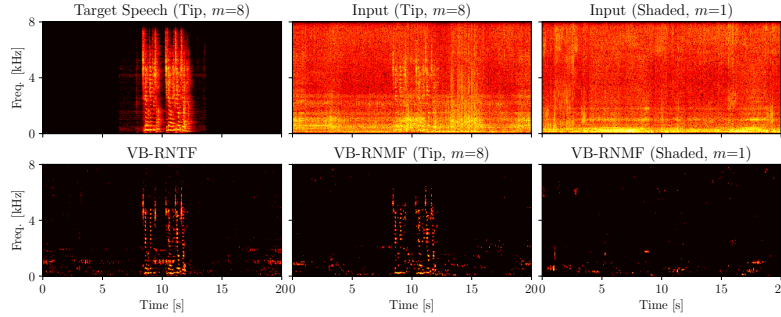 Target Speech (Tip, m=8)
Input (Tip, m=8)
Input (Shaded, m=1)
Freq. [kHz]
8
4
0
VB-RNTF
VB-RNMF (Tip, m=8)
VB-RNMF (Shaded, m=1)
Freq. [kHz]
8
4
0
0 5 10 15 20
0 5 10 15 20
0 5 10 15 20
Time [s]
Time [s]
Time [s]